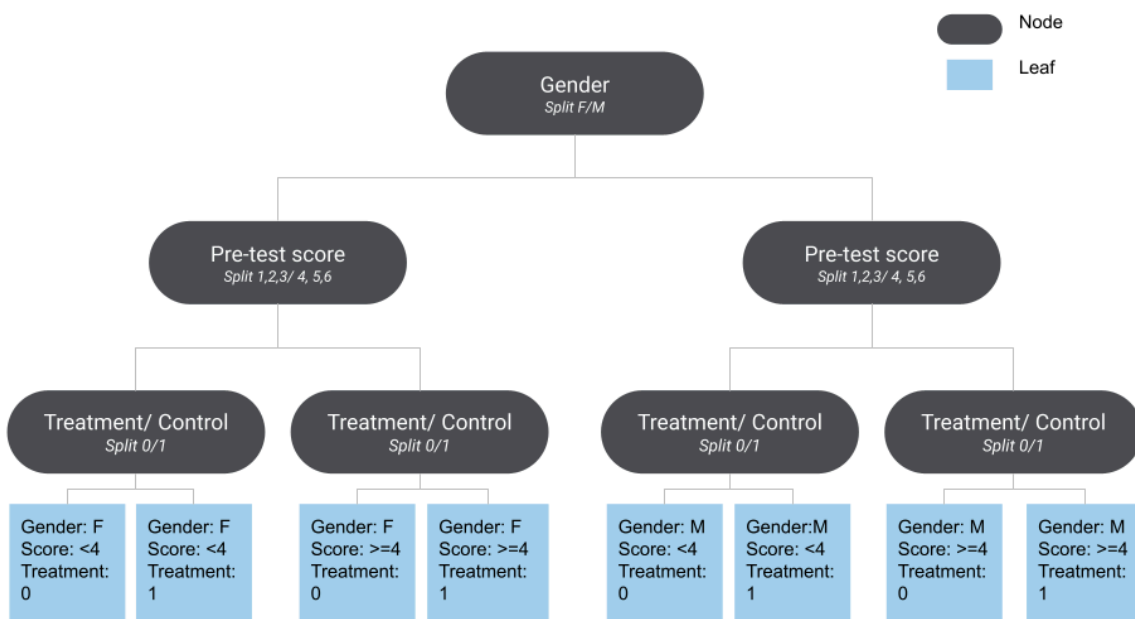 Node
Leaf
Gender
Split F/M
Pre-test score
Split 1,2,3/ 4, 5,6
Pre-test score
Split 1,2,3/ 4, 5,6
Treatment/ Control
Split 0/1
Treatment/ Control
Split 0/1
Treatment/ Control
Split 0/1
Treatment/ Control
Split 0/1
Gender: F
Score: <4
Treatment:
0
Gender: F
Score: <4
Treatment:
1
Gender: F
Score: >=4
Treatment:
0
Gender: F
Score: >=4
Treatment:
1
Gender: M
Score: <4
Treatment:
0
Gender:M
Score: <4
Treatment:
1
Gender: M
Score: >=4
Treatment:
0
Gender: M
Score: >=4
Treatment:
1